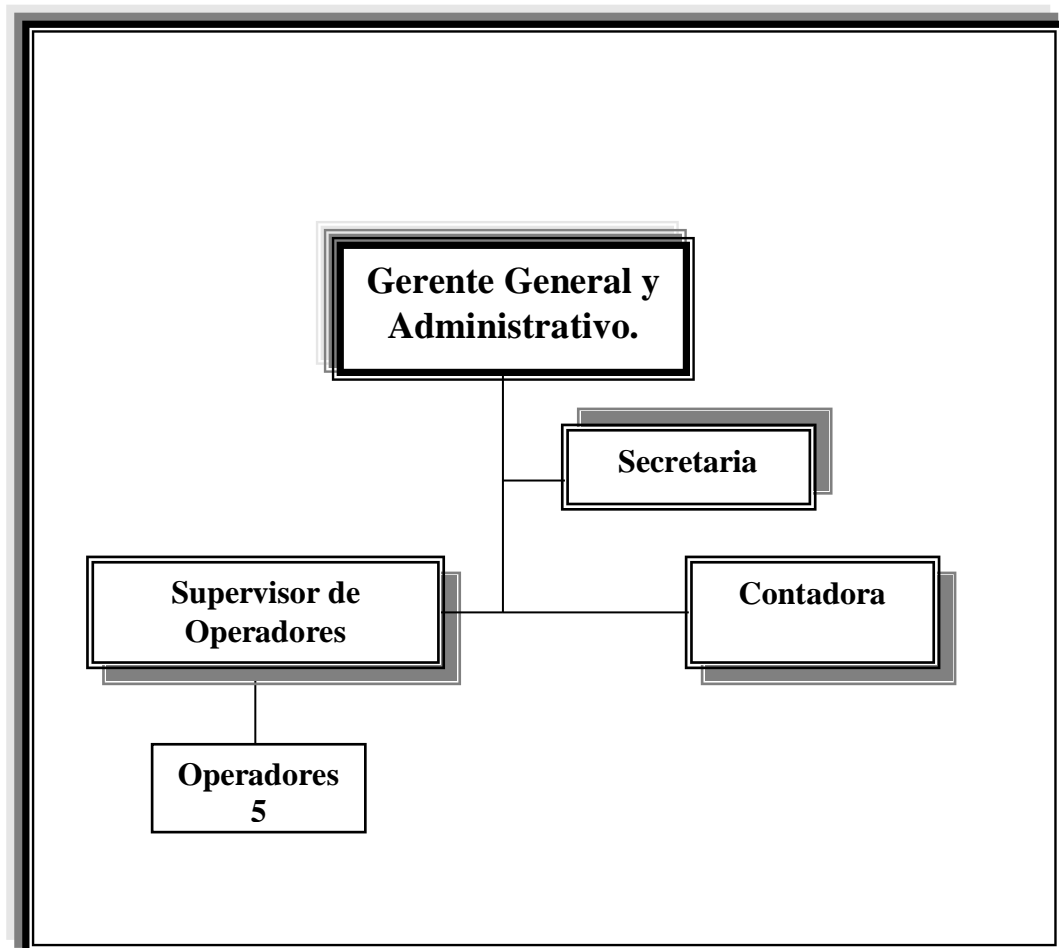 Gerente General y
Administrativo.
Secretaria
Supervisor de
Operadores
Contadora
Operadores
5